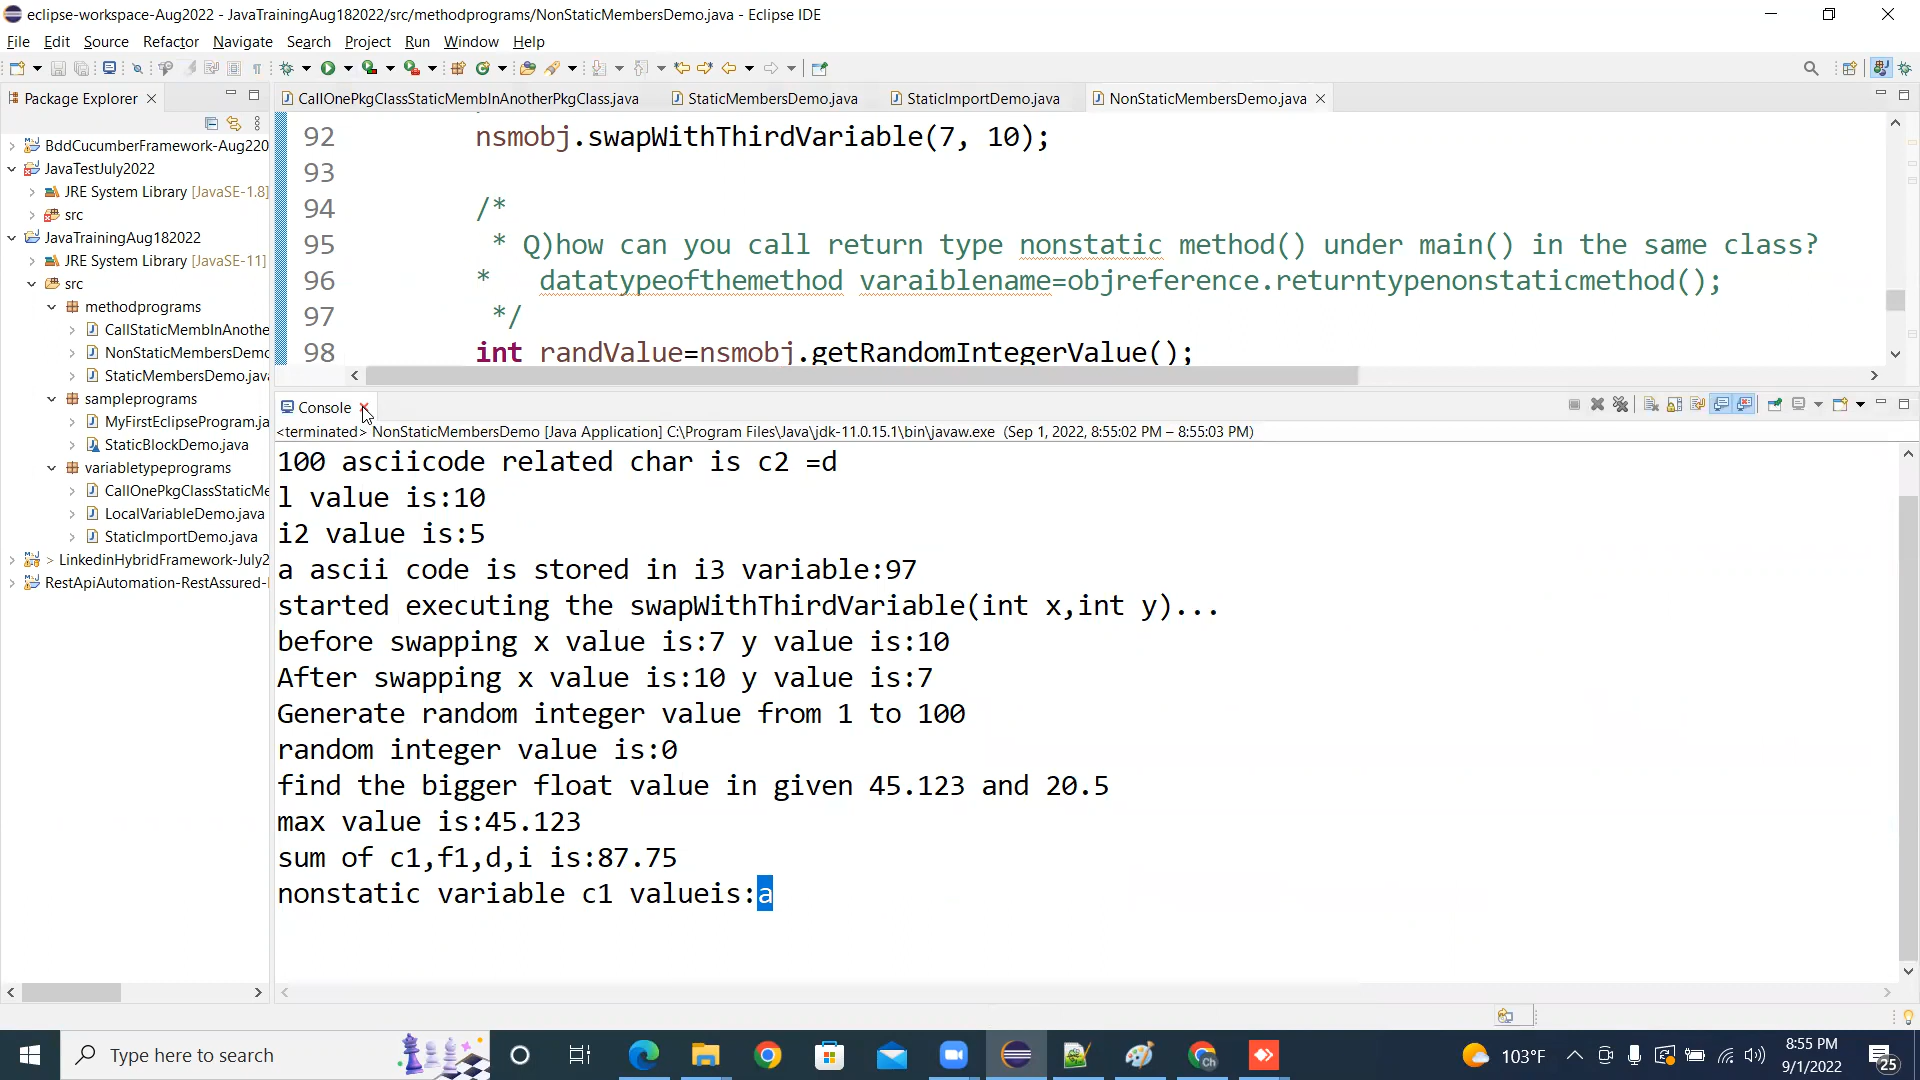 eclipse-workspace-Aug2022 - JavaTrainingAug182022/src/methodprograms/NonStaticMembersDemo.java - Eclipse IDE
File Edit Source Refactor Navigate Search Project Run Window Help
Package Explorer
CallOnePkgClassStaticMembInAnotherPkgClass.java StaticMembersDemo.java StaticImportDemo.java NonStaticMembersDemo.java
BddCucumberFramework-Aug220
JavaTestJuly2022
JRE System Library [JavaSE-1.8]
src
JavaTrainingAug182022
JRE System Library [JavaSE-11]
src
methodprograms
CallStaticMembInAnothe
NonStaticMembersDemo
StaticMembersDemo.java
sampleprograms
MyFirstEclipseProgram.ja
StaticBlockDemo.java
variabletypeprograms
CallOnePkgClassStaticMe
LocalVariableDemo.java
StaticImportDemo.java
> LinkedinHybridFramework-July2
RestApiAutomation-RestAssured-
92 nsmobj.swapWithThirdVariable(7, 10);
93
94 /*
95 * Q)how can you call return type nonstatic method() under main() in the same class?
96 * datatypeofthemethod varaiblename=objreference.returntypenonstaticmethod();
97 */
98 int randValue=nsmobj.getRandomIntegerValue();
Console
<terminated> NonStaticMembersDemo [Java Application] C:\Program Files\Java\jdk-11.0.15.1\bin\javaw.exe (Sep 1, 2022, 8:55:02 PM – 8:55:03 PM)
100 asciicode related char is c2 =d
l value is:10
i2 value is:5
a ascii code is stored in i3 variable:97
started executing the swapWithThirdVariable(int x,int y)...
before swapping x value is:7 y value is:10
After swapping x value is:10 y value is:7
Generate random integer value from 1 to 100
random integer value is:0
find the bigger float value in given 45.123 and 20.5
max value is:45.123
sum of c1,f1,d,i is:87.75
nonstatic variable c1 valueis:a
Type here to search
103°F
8:55 PM
9/1/2022
25